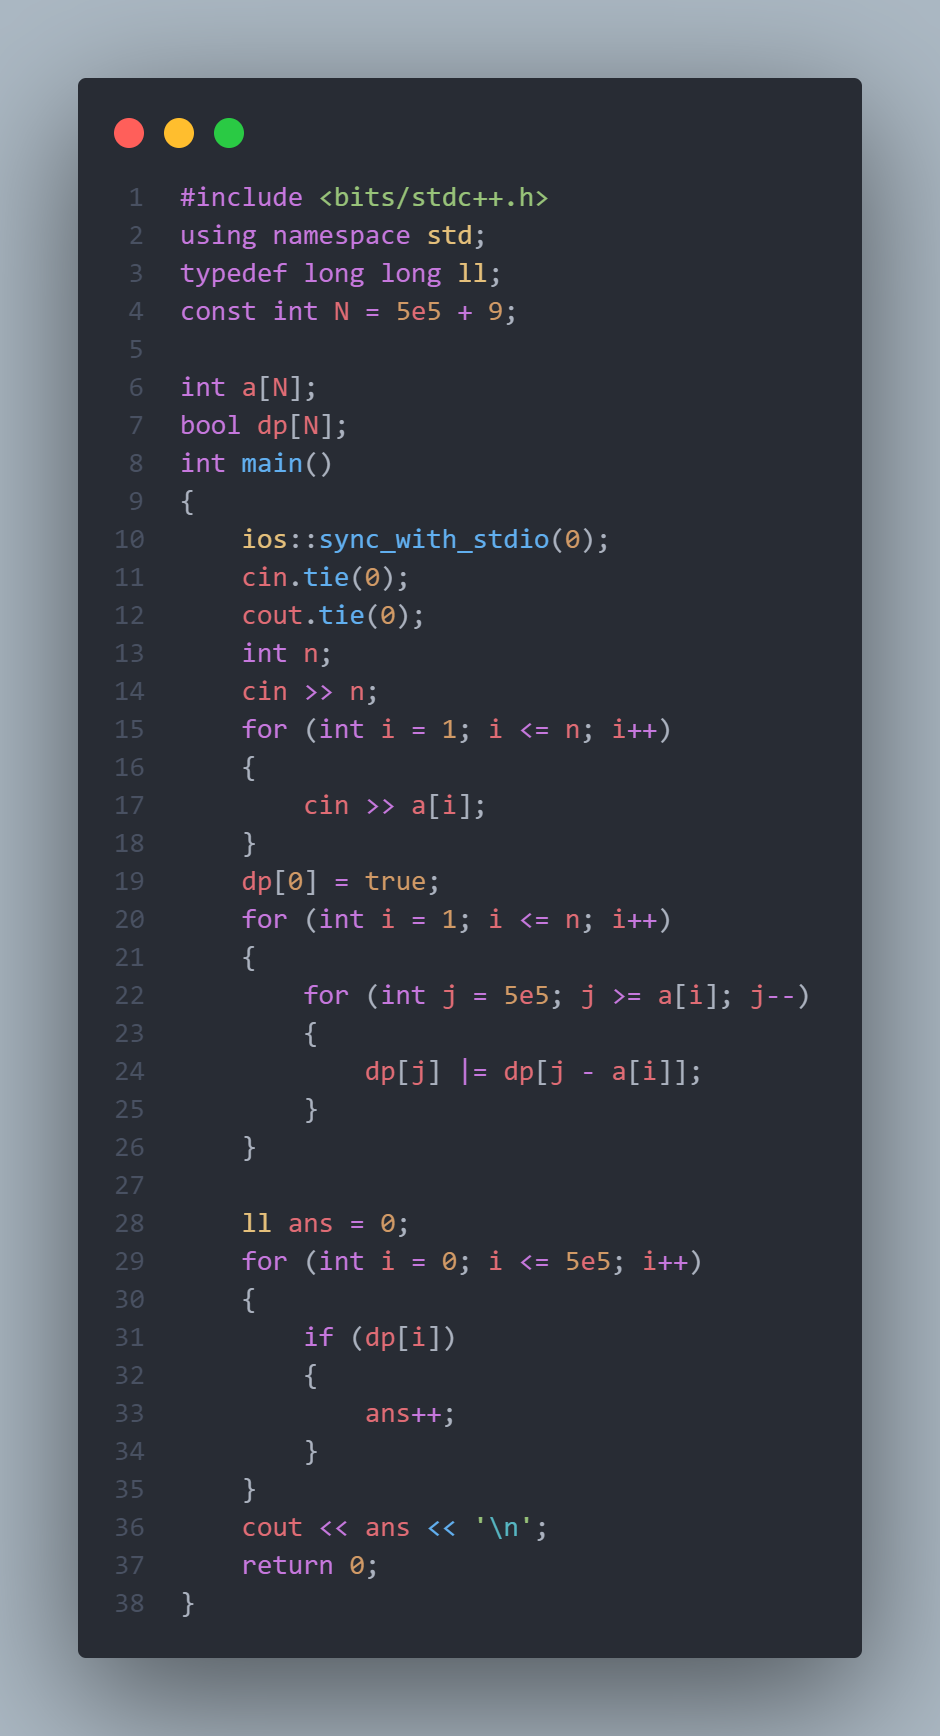 1 #include <bits/stdc++.h>
2 using namespace std;
3 typedef long long ll;
4 const int N = 5e5 + 9;
5
6 int a[N];
7 bool dp[N];
8 int main()
9 {
10     ios::sync_with_stdio(0);
11     cin.tie(0);
12     cout.tie(0);
13     int n;
14     cin >> n;
15     for (int i = 1; i <= n; i++)
16     {
17         cin >> a[i];
18     }
19     dp[0] = true;
20     for (int i = 1; i <= n; i++)
21     {
22         for (int j = 5e5; j >= a[i]; j--)
23         {
24             dp[j] |= dp[j - a[i]];
25         }
26     }
27
28     ll ans = 0;
29     for (int i = 0; i <= 5e5; i++)
30     {
31         if (dp[i])
32         {
33             ans++;
34         }
35     }
36     cout << ans << '\n';
37     return 0;
38 }